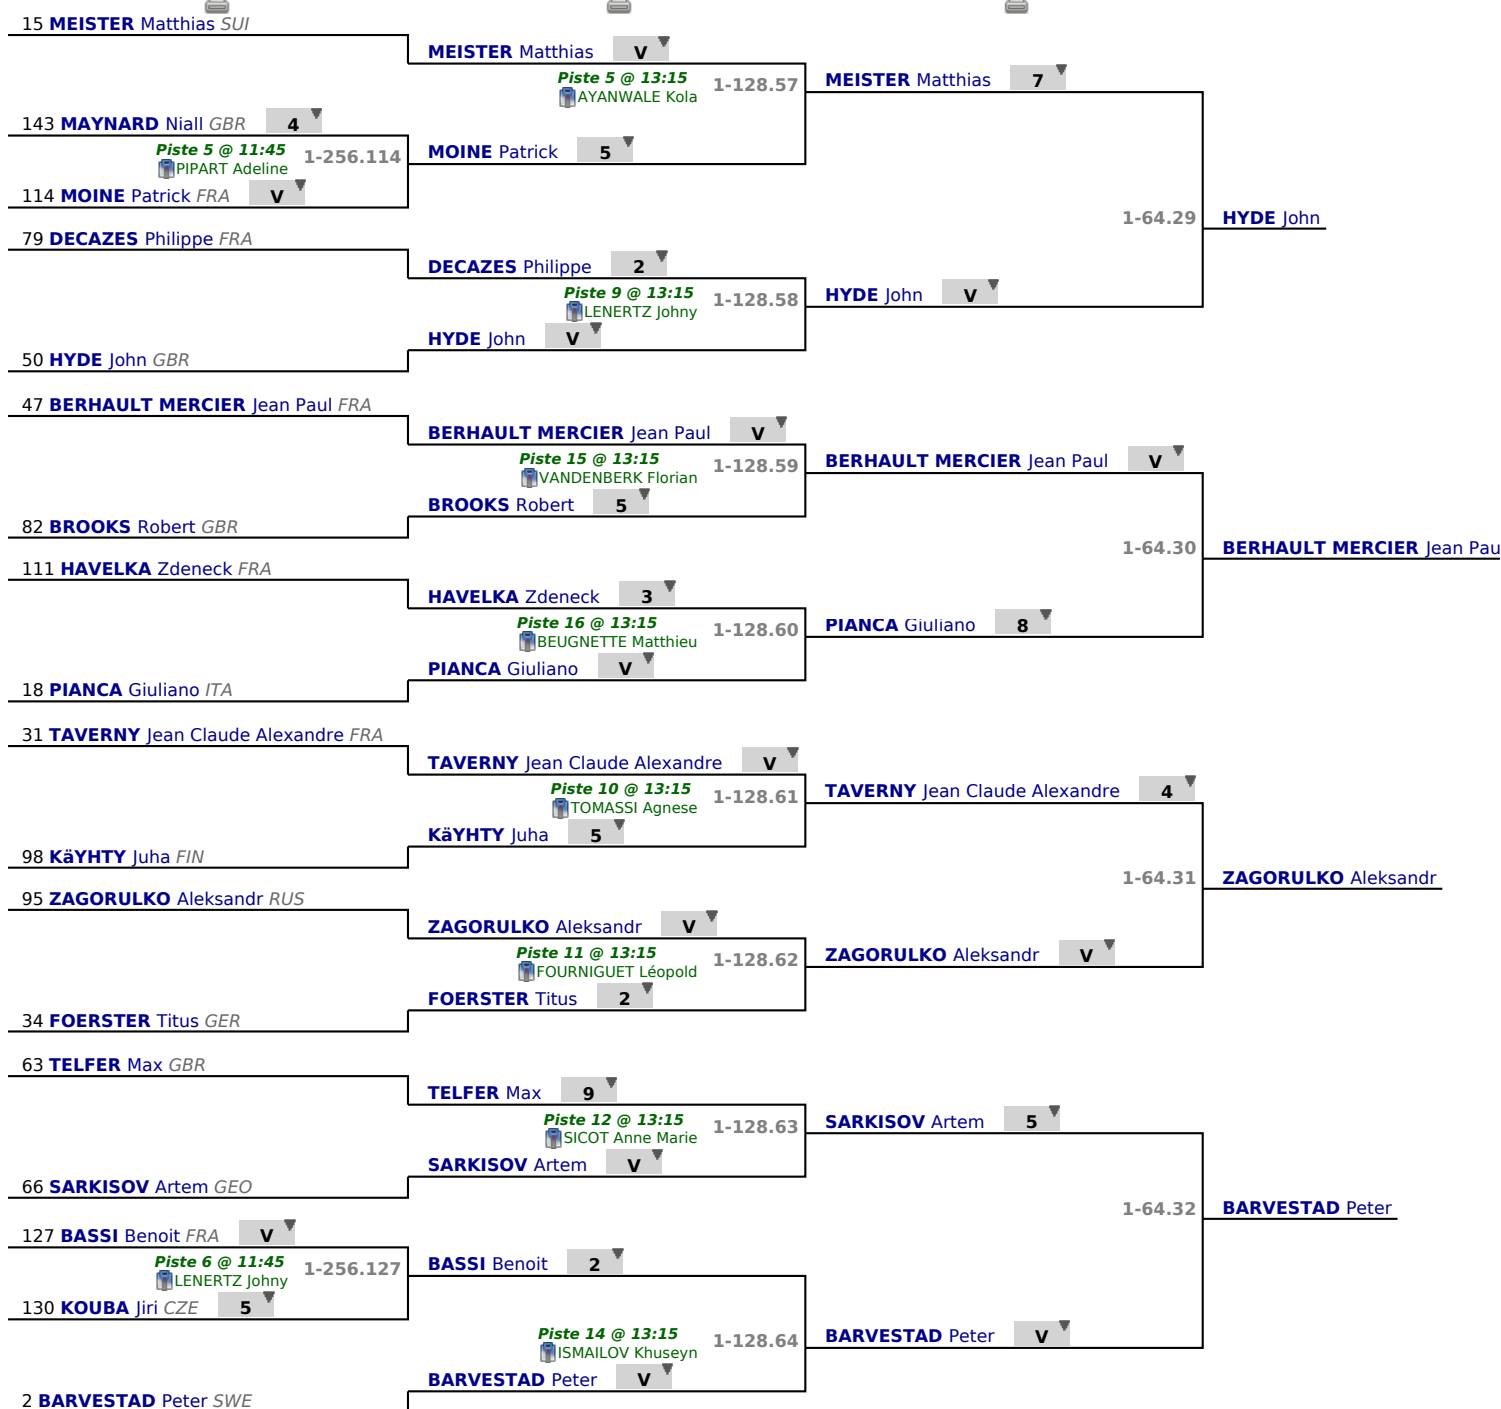 15 MEISTER Matthias SUI
MEISTER Matthias V
Piste 5 @ 13:15
AYANWALE Kola
1-128.57
MEISTER Matthias 7
143 MAYNARD Niall GBR 4
Piste 5 @ 11:45
PIPART Adeline
1-256.114
MOINE Patrick 5
114 MOINE Patrick FRA V
1-64.29
HYDE John
79 DECAZES Philippe FRA
DECAZES Philippe 2
Piste 9 @ 13:15
LENERTZ Johny
1-128.58
HYDE John V
HYDE John V
50 HYDE John GBR
47 BERHAULT MERCIER Jean Paul FRA
BERHAULT MERCIER Jean Paul V
Piste 15 @ 13:15
VANDENBERK Florian
1-128.59
BERHAULT MERCIER Jean Paul V
BROOKS Robert 5
82 BROOKS Robert GBR
1-64.30
BERHAULT MERCIER Jean Pau
111 HAVELKA Zdeneck FRA
HAVELKA Zdeneck 3
Piste 16 @ 13:15
BEUGNETTE Matthieu
1-128.60
PIANCA Giuliano 8
PIANCA Giuliano V
18 PIANCA Giuliano ITA
31 TAVERNY Jean Claude Alexandre FRA
TAVERNY Jean Claude Alexandre V
Piste 10 @ 13:15
TOMASSI Agnese
1-128.61
TAVERNY Jean Claude Alexandre 4
KäYHTY Juha 5
98 KäYHTY Juha FIN
1-64.31
ZAGORULKO Aleksandr
95 ZAGORULKO Aleksandr RUS
ZAGORULKO Aleksandr V
Piste 11 @ 13:15
FOURNIGUET Léopold
1-128.62
ZAGORULKO Aleksandr V
FOERSTER Titus 2
34 FOERSTER Titus GER
63 TELFER Max GBR
TELFER Max 9
Piste 12 @ 13:15
SICOT Anne Marie
1-128.63
SARKISOV Artem 5
SARKISOV Artem V
66 SARKISOV Artem GEO
1-64.32
BARVESTAD Peter
127 BASSI Benoit FRA V
Piste 6 @ 11:45
LENERTZ Johny
1-256.127
BASSI Benoit 2
130 KOUBA Jiri CZE 5
Piste 14 @ 13:15
ISMAILOV Khuseyn
1-128.64
BARVESTAD Peter V
BARVESTAD Peter V
2 BARVESTAD Peter SWE